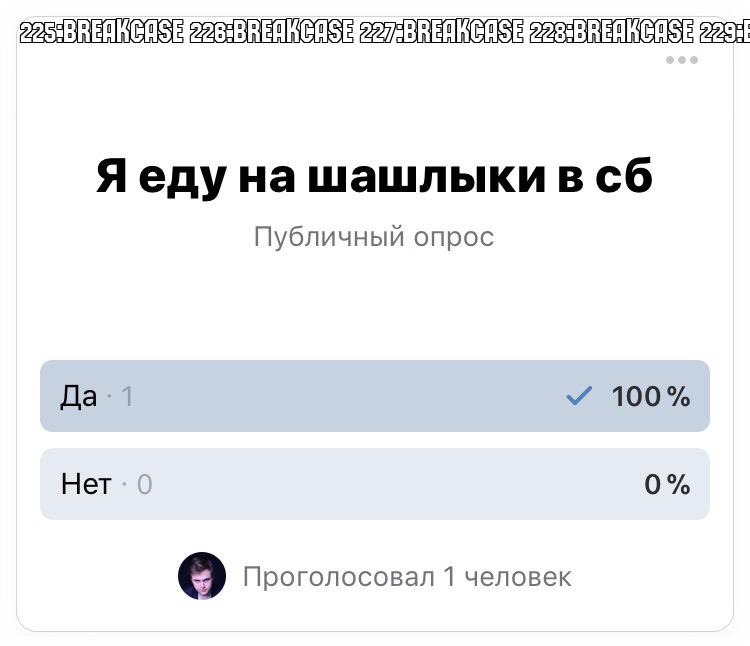 225:BREAKCASE 226:BREAKCASE 227:BREAKCASE 228:BREAKCASE 229:
Я еду на шашлыки в сб
Публичный опрос
Да · 1 100 %
Нет · 0 0 %
Проголосовал 1 человек